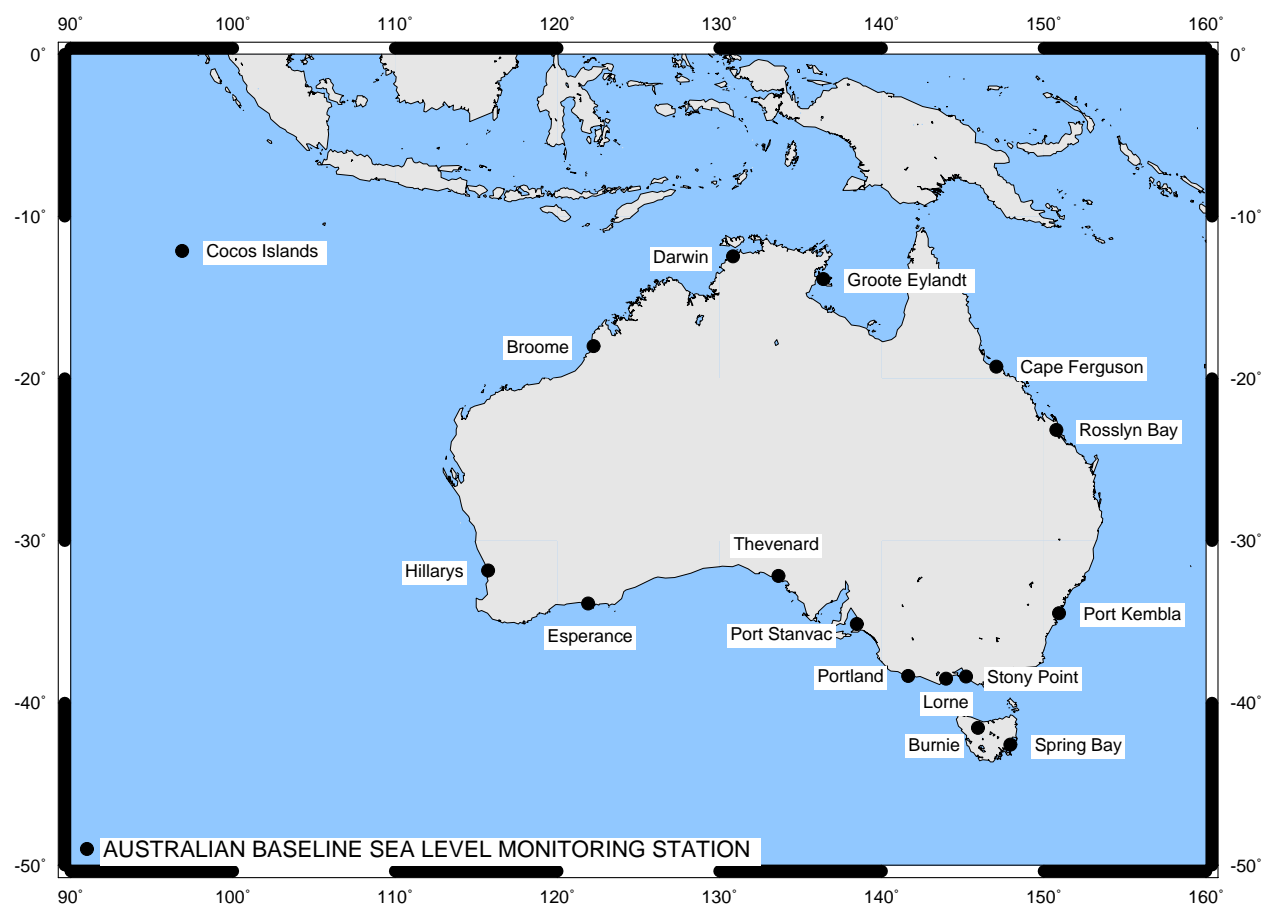 90° 100° 110° 120° 130° 140° 150° 160°
0° 0°
-10° -10°
Cocos Islands
Darwin
Groote Eylandt
Broome
Cape Ferguson
-20° -20°
Rosslyn Bay
-30° -30°
Thevenard
Hillarys
Port Kembla
Esperance
Port Stanvac
Portland
Stony Point
Lorne
-40° -40°
Burnie
Spring Bay
AUSTRALIAN BASELINE SEA LEVEL MONITORING STATION
-50° -50°
90° 100° 110° 120° 130° 140° 150° 160°